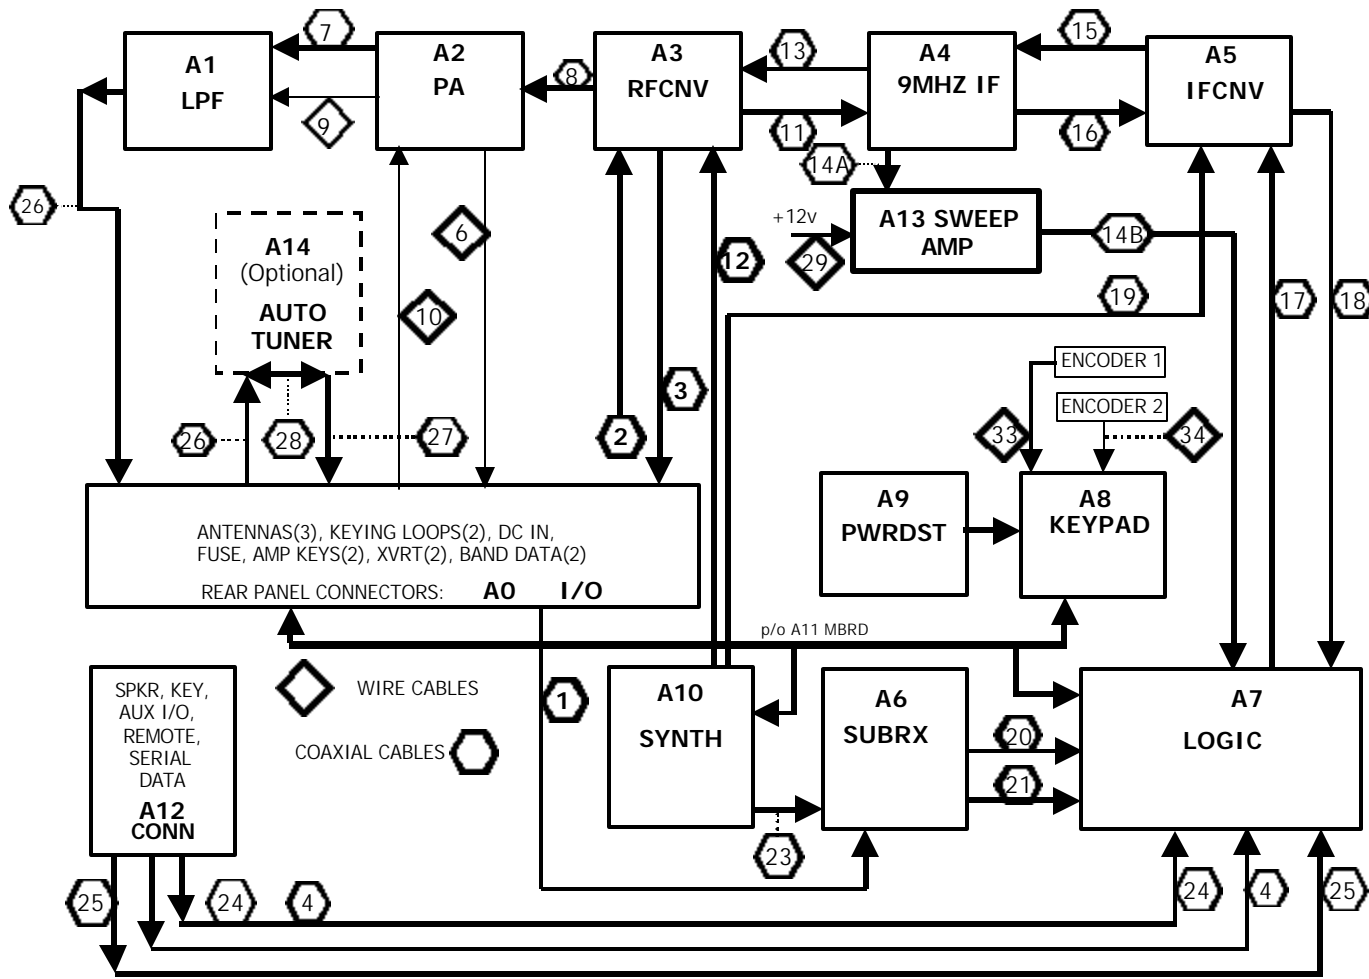 7
8
13
15
A1
LPF
A2
PA
A3
RFCNV
A4
9MHZ IF
A5
IFCNV
9
11
16
14A
26
6
10
12
3
2
A14
(Optional)
AUTO
TUNER
+12v
29
A13 SWEEP
AMP
14B
19
17
18
26
28
27
ENCODER 1
ENCODER 2
33
34
ANTENNAS(3), KEYING LOOPS(2), DC IN,
FUSE, AMP KEYS(2), XVRT(2), BAND DATA(2)
REAR PANEL CONNECTORS: A0 I/O
A9
PWRDST
A8
KEYPAD
p/o A11 MBRD
SPKR, KEY,
AUX I/O,
REMOTE,
SERIAL
DATA
A12
CONN
WIRE CABLES
COAXIAL CABLES
1
A10
SYNTH
A6
SUBRX
20
21
A7
LOGIC
23
25
24
4
24
4
25